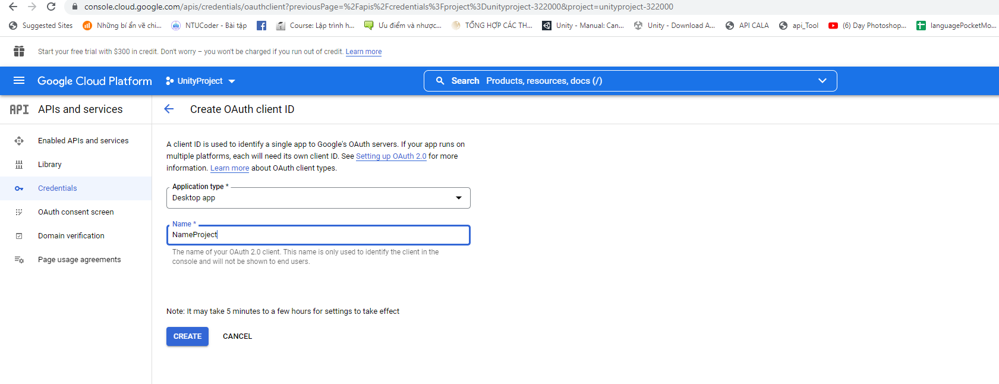 console.cloud.google.com/apis/credentials/oauthclient?previousPage=%2Fapis%2Fcredentials%3Fproject%3Dunityproject-322000&project=unityproject-322000
Suggested Sites Những bí ẩn về chi... NTUCoder - Bài tập Course: Lập trình h... Ưu điểm và nhược... TỔNG HỢP CÁC TH... Unity - Manual: Can... Unity - Download A... API CALA api_Tool (6) Dạy Photoshop... languagePocketMo...
Start your free trial with $300 in credit. Don't worry – you won't be charged if you run out of credit. Learn more
Google Cloud Platform UnityProject Search Products, resources, docs (/)
API APIs and services
Create OAuth client ID
Enabled APIs and services
Library
Credentials
OAuth consent screen
Domain verification
Page usage agreements
A client ID is used to identify a single app to Google's OAuth servers. If your app runs on
multiple platforms, each will need its own client ID. See Setting up OAuth 2.0 for more
information. Learn more about OAuth client types.
Application type *
Desktop app
Name *
NameProject
The name of your OAuth 2.0 client. This name is only used to identify the client in the
console and will not be shown to end users.
Note: It may take 5 minutes to a few hours for settings to take effect
CREATE CANCEL